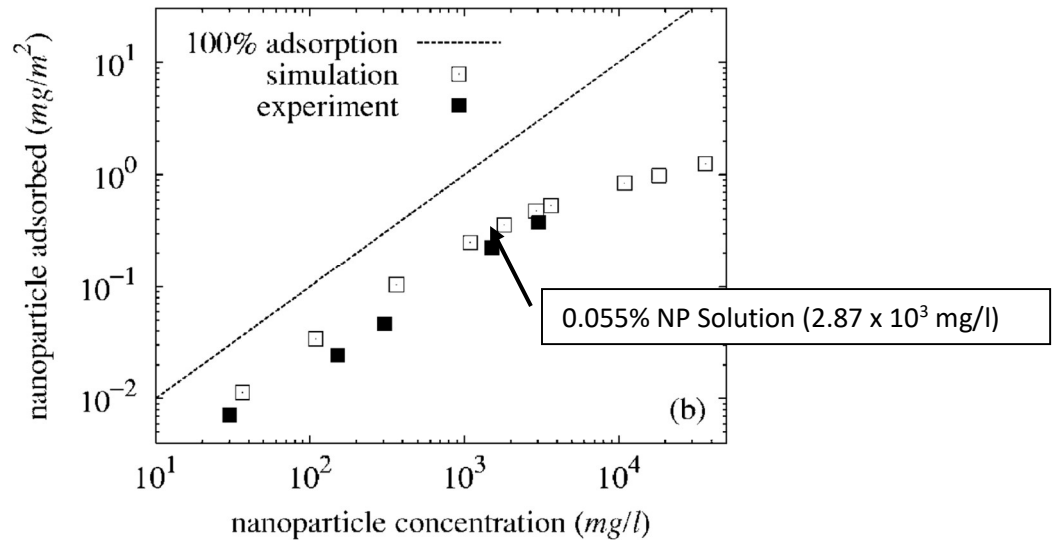 100% adsorption
simulation
experiment
10¹
10⁰
10⁻¹
10⁻²
nanoparticle adsorbed (mg/m²)
0.055% NP Solution (2.87 x 10³ mg/l)
(b)
10¹ 10² 10³ 10⁴
nanoparticle concentration (mg/l)